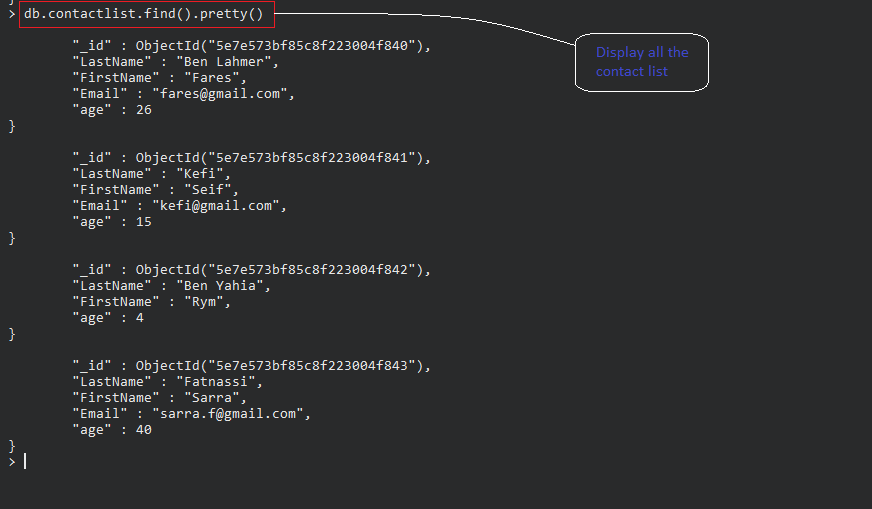 }
> db.contactlist.find().pretty()
Display all the
contact list
"_id" : ObjectId("5e7e573bf85c8f223004f840"),
"LastName" : "Ben Lahmer",
"FirstName" : "Fares",
"Email" : "fares@gmail.com",
"age" : 26
}
"_id" : ObjectId("5e7e573bf85c8f223004f841"),
"LastName" : "Kefi",
"FirstName" : "Seif",
"Email" : "kefi@gmail.com",
"age" : 15
}
"_id" : ObjectId("5e7e573bf85c8f223004f842"),
"LastName" : "Ben Yahia",
"FirstName" : "Rym",
"age" : 4
}
"_id" : ObjectId("5e7e573bf85c8f223004f843"),
"LastName" : "Fatnassi",
"FirstName" : "Sarra",
"Email" : "sarra.f@gmail.com",
"age" : 40
}
>